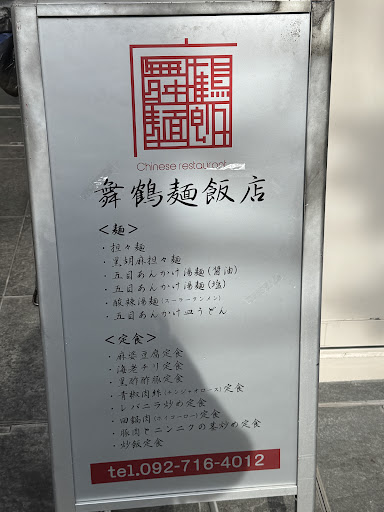 舞鶴麺飯店
Chinese restaurant
舞鶴麺飯店
<麺>
・担々麺
・黒胡麻担々麺
・五目あんかけ湯麺(醤油)
・五目あんかけ湯麺(塩)
・酸辣湯麺(スーラータンメン)
・五目あんかけ皿うどん
<定食>
・麻婆豆腐定食
・海老チリ定食
・黒酢酢豚定食
・青椒肉絲(チンジャオロース)定食
・レバニラ炒め定食
・回鍋肉(ホイコーロー)定食
・豚肉とニンニクの茎炒め定食
・炒飯定食
tel.092-716-4012